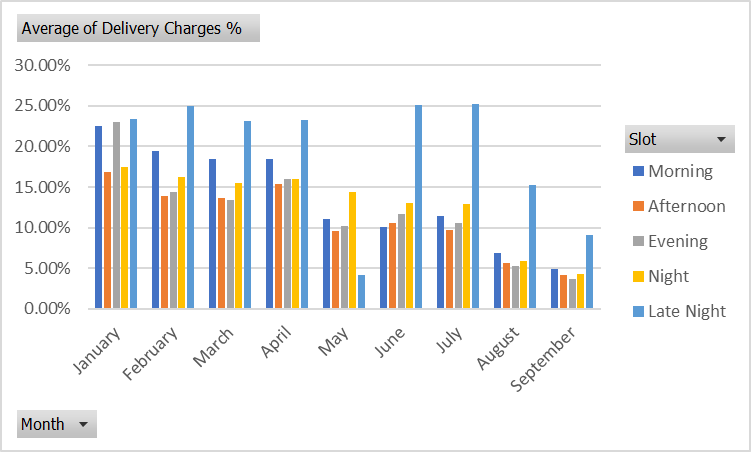 Average of Delivery Charges %
30.00%
25.00%
20.00%
15.00%
10.00%
5.00%
0.00%
January
February
March
April
May
June
July
August
September
Slot
Morning
Afternoon
Evening
Night
Late Night
Month